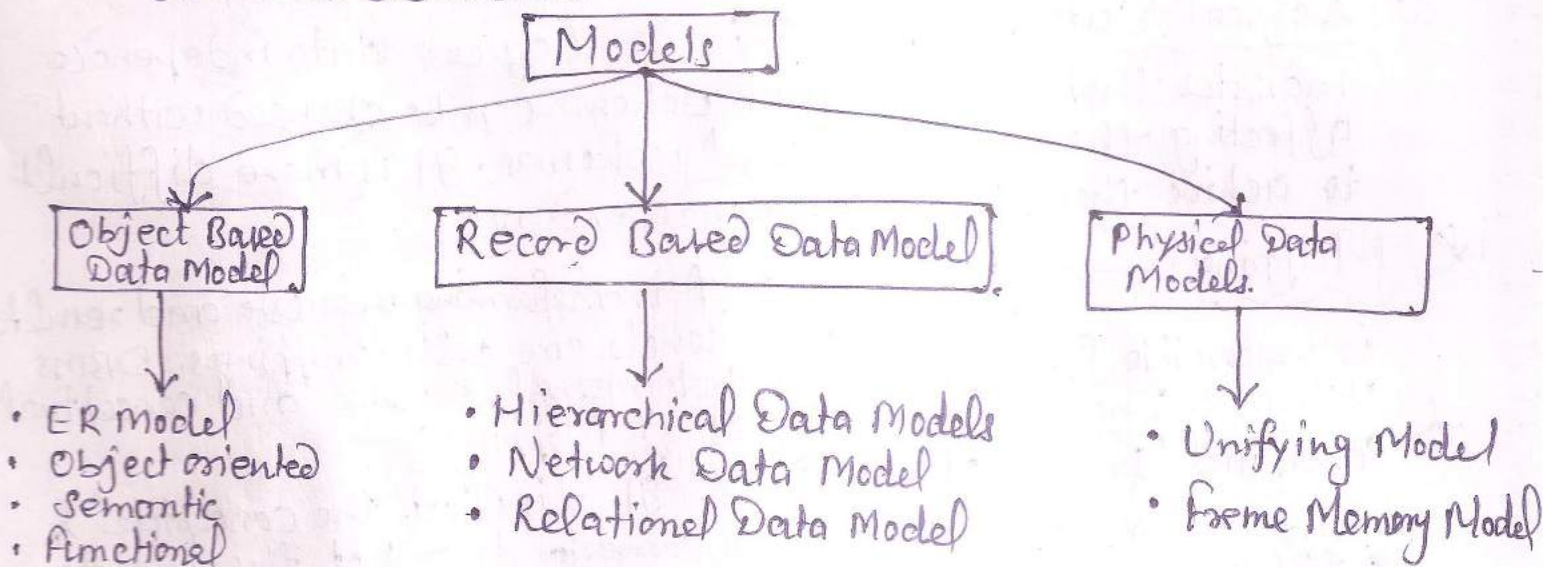 Models
Object Based
Data Model
Record Based Data Model
Physical Data
Models.
• ER Model
• Object oriented
• Semantic
• Functional
• Hierarchical Data Models
• Network Data Model
• Relational Data Model
• Unifying Model
• Freme Memory Model